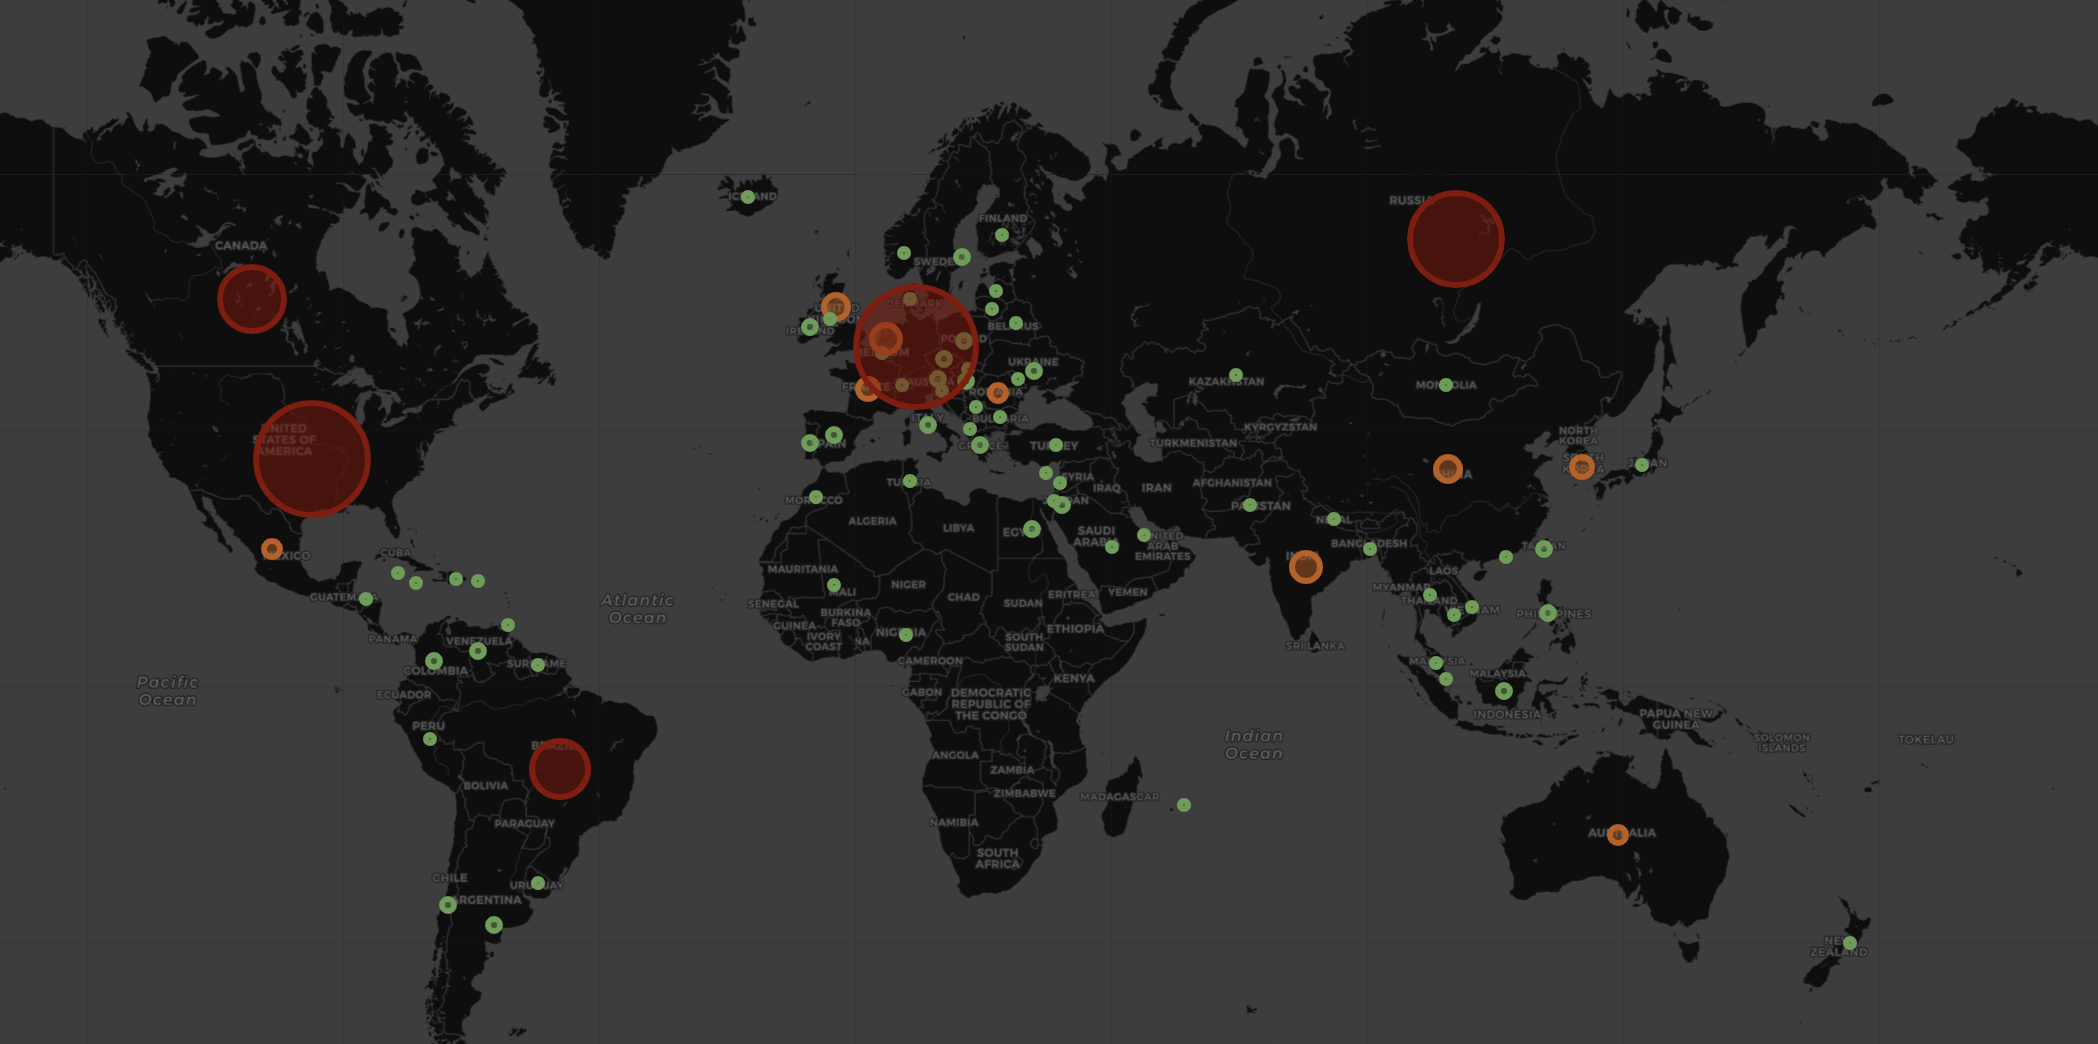 ICELAND
FINLAND
CANADA
RUSSIA
SWEDEN
DENMARK
UNITED
KINGDOM
IRELAND
BELARUS
POLAND
BELGIUM
UKRAINE
KAZAKHSTAN
MONGOLIA
FRANCE
AUSTRIA
ROMANIA
ITALY
BULGARIA
UNITED
STATES OF
AMERICA
SPAIN
GREECE
TURKEY
TURKMENISTAN
KYRGYZSTAN
NORTH
KOREA
SOUTH
KOREA
JAPAN
CHINA
TUNISIA
SYRIA
IRAQ
IRAN
AFGHANISTAN
MOROCCO
JORDAN
PAKISTAN
ALGERIA
LIBYA
EGYPT
SAUDI
ARABIA
UNITED
ARAB
EMIRATES
NEPAL
BANGLADESH
TAIWAN
MEXICO
CUBA
INDIA
LAOS
MAURITANIA
MALI
NIGER
CHAD
SUDAN
ERITREA
YEMEN
MYANMAR
THAILAND
VIETNAM
PHILIPPINES
GUATEMALA
Atlantic
Ocean
SENEGAL
BURKINA
FASO
GUINEA
IVORY
COAST
NA
NIGERIA
ETHIOPIA
SOUTH
SUDAN
SRI LANKA
PANAMA
VENEZUELA
COLOMBIA
SURINAME
CAMEROON
MALAYSIA
MALAYSIA
Pacific
Ocean
ECUADOR
GABON
DEMOCRATIC
REPUBLIC OF
THE CONGO
KENYA
INDONESIA
PAPUA NEW
GUINEA
PERU
BRAZIL
Indian
Ocean
SOLOMON
ISLANDS
TOKELAU
ANGOLA
ZAMBIA
BOLIVIA
ZIMBABWE
MADAGASCAR
PARAGUAY
NAMIBIA
AUSTRALIA
SOUTH
AFRICA
CHILE
URUGUAY
ARGENTINA
NEW
ZEALAND